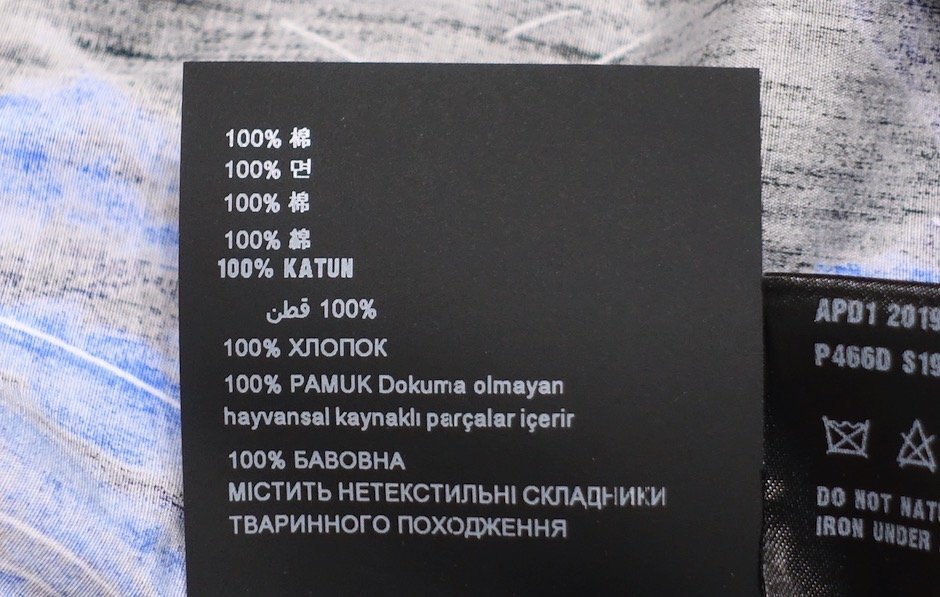 100% 棉
100% 면
100% 棉
100% 綿
100% KATUN
100% قطن
100% ХЛОПОК
100% PAMUK Dokuma olmayan
hayvansal kaynaklı parçalar içerir
100% БАВОВНА
МІСТИТЬ НЕТЕКСТИЛЬНІ СКЛАДНИКИ
ТВАРИННОГО ПОХОДЖЕННЯ
APD1 2019
P466D S19
DO NOT
IRON UNDER